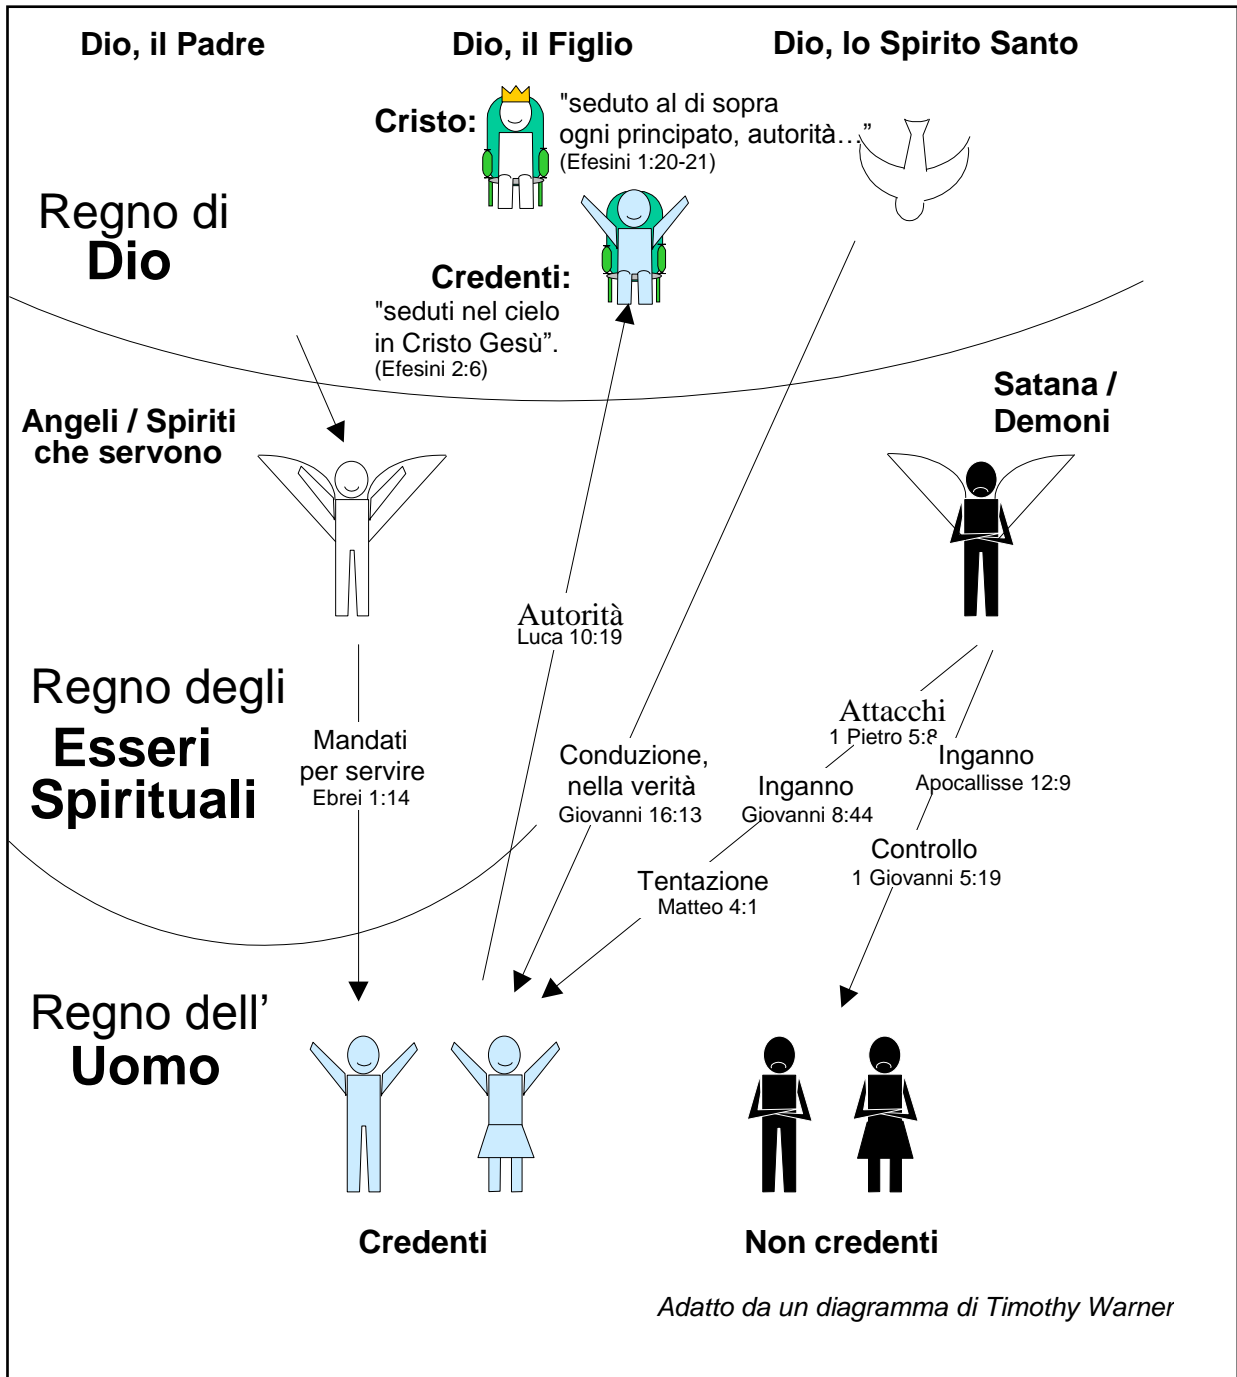 Dio, il Padre
Dio, il Figlio
Dio, lo Spirito Santo
Cristo:
"seduto al di sopra
ogni principato, autorità…”
(Efesini 1:20-21)
Regno di
Dio
Credenti:
"seduti nel cielo
in Cristo Gesù”.
(Efesini 2:6)
Angeli / Spiriti
che servono
Satana /
Demoni
Autorità
Luca 10:19
Regno degli
Esseri
Spirituali
Mandati
per servire
Ebrei 1:14
Conduzione,
nella verità
Giovanni 16:13
Attacchi
1 Pietro 5:8
Inganno
Giovanni 8:44
Inganno
Apocallisse 12:9
Tentazione
Matteo 4:1
Controllo
1 Giovanni 5:19
Regno dell’
Uomo
Credenti
Non credenti
Adatto da un diagramma di Timothy Warner